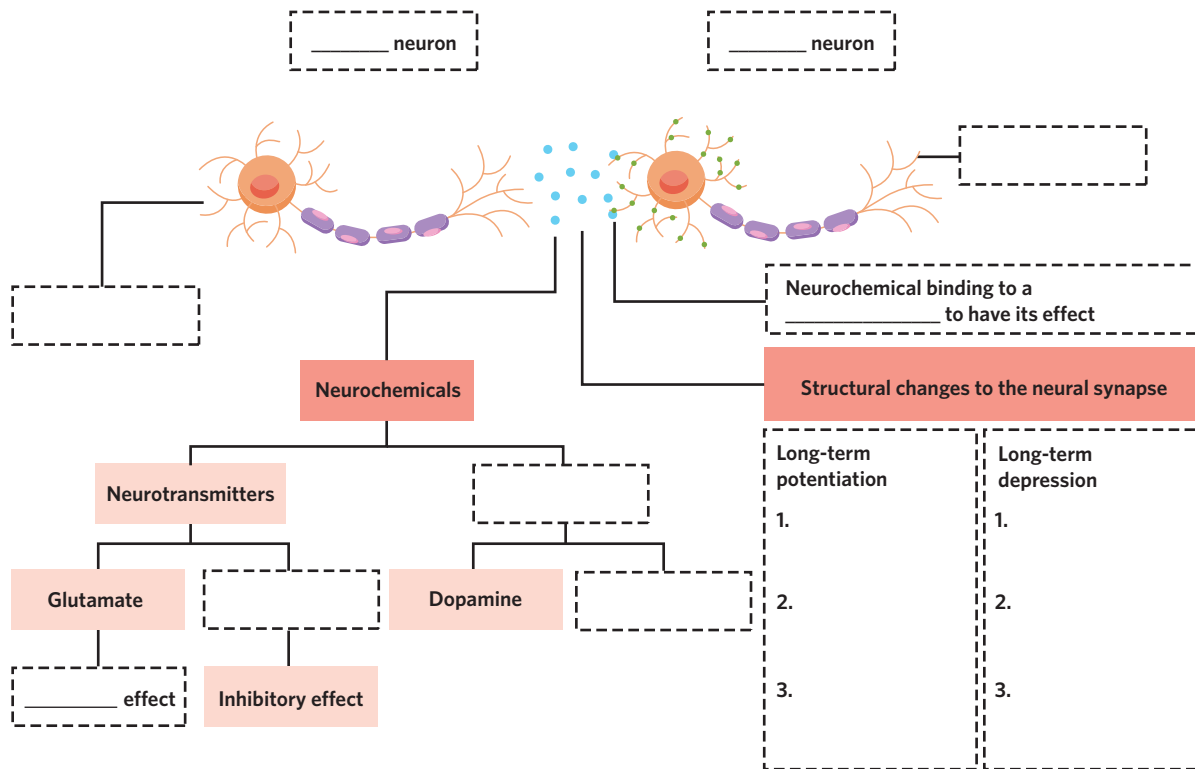 ________ neuron
________ neuron
Neurochemical binding to a
________________ to have its effect
Neurochemicals
Structural changes to the neural synapse
Neurotransmitters
Glutamate
Dopamine
_________ effect
Inhibitory effect
Long-term
potentiation
1.
2.
3.
Long-term
depression
1.
2.
3.